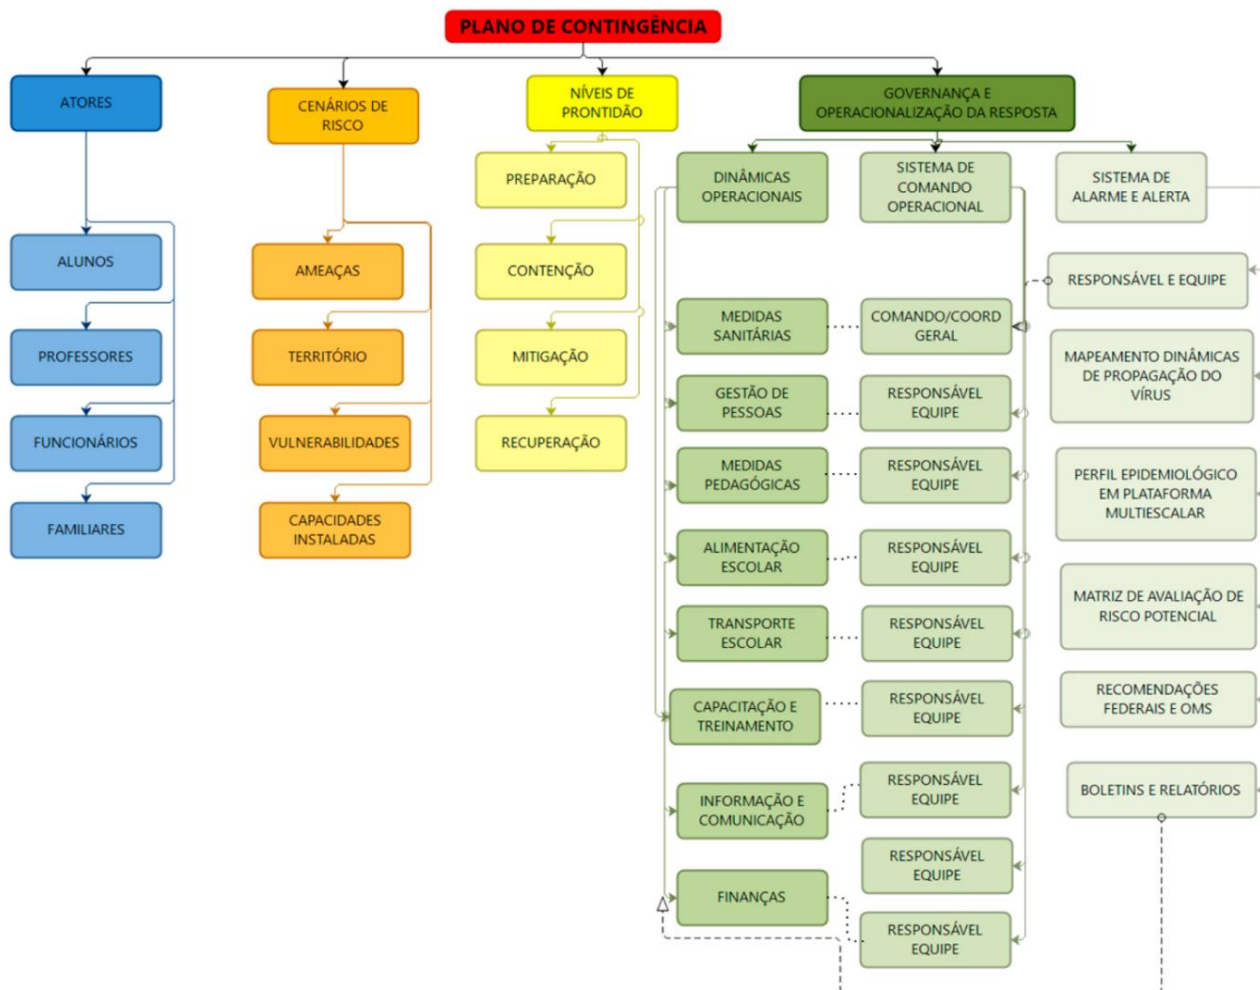 PLANO DE CONTINGÊNCIA
ATORES
ALUNOS
PROFESSORES
FUNCIONÁRIOS
FAMILIARES
CENÁRIOS DE
RISCO
AMEAÇAS
TERRITÓRIO
VULNERABILIDADES
CAPACIDADES
INSTALADAS
NÍVEIS DE
PRONTIDÃO
PREPARAÇÃO
CONTENÇÃO
MITIGAÇÃO
RECUPERAÇÃO
GOVERNANÇA E
OPERACIONALIZAÇÃO DA RESPOSTA
DINÂMICAS
OPERACIONAIS
MEDIDAS
SANITÁRIAS
GESTÃO DE
PESSOAS
MEDIDAS
PEDAGÓGICAS
ALIMENTAÇÃO
ESCOLAR
TRANSPORTE
ESCOLAR
CAPACITAÇÃO E
TREINAMENTO
INFORMAÇÃO E
COMUNICAÇÃO
FINANÇAS
SISTEMA DE
COMANDO
OPERACIONAL
COMANDO/COORD
GERAL
RESPONSÁVEL
EQUIPE
RESPONSÁVEL
EQUIPE
RESPONSÁVEL
EQUIPE
RESPONSÁVEL
EQUIPE
RESPONSÁVEL
EQUIPE
RESPONSÁVEL
EQUIPE
RESPONSÁVEL
EQUIPE
RESPONSÁVEL
EQUIPE
SISTEMA DE
ALARME E ALERTA
RESPONSÁVEL E EQUIPE
MAPEAMENTO DINÂMICAS
DE PROPAGAÇÃO DO
VÍRUS
PERFIL EPIDEMIOLÓGICO
EM PLATAFORMA
MULTIESCALAR
MATRIZ DE AVALIAÇÃO DE
RISCO POTENCIAL
RECOMENDAÇÕES
FEDERAIS E OMS
BOLETINS E RELATÓRIOS